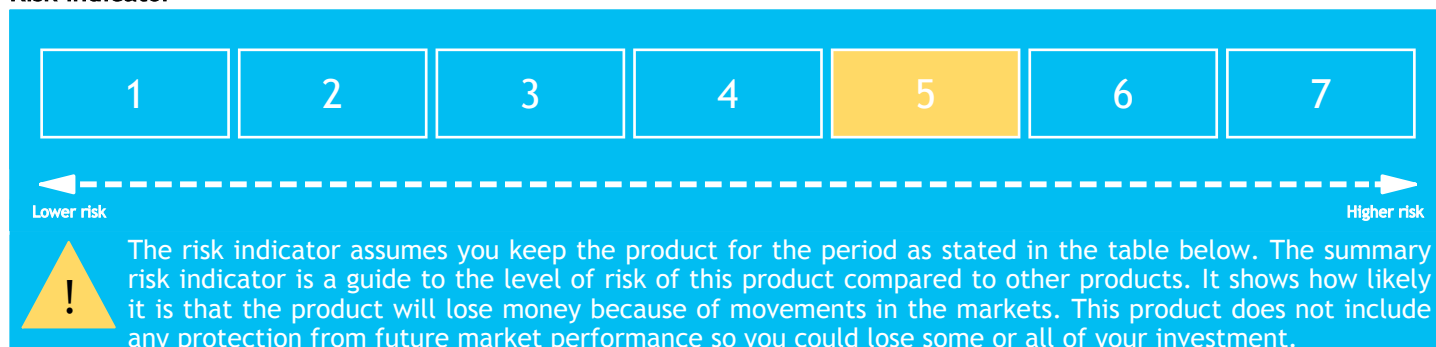 Risk indicator
1 2 3 4 5 6 7
Lower risk Higher risk
The risk indicator assumes you keep the product for the period as stated in the table below. The summary
! risk indicator is a guide to the level of risk of this product compared to other products. It shows how likely
it is that the product will lose money because of movements in the markets. This product does not include
any protection from future market performance so you could lose some or all of your investment.